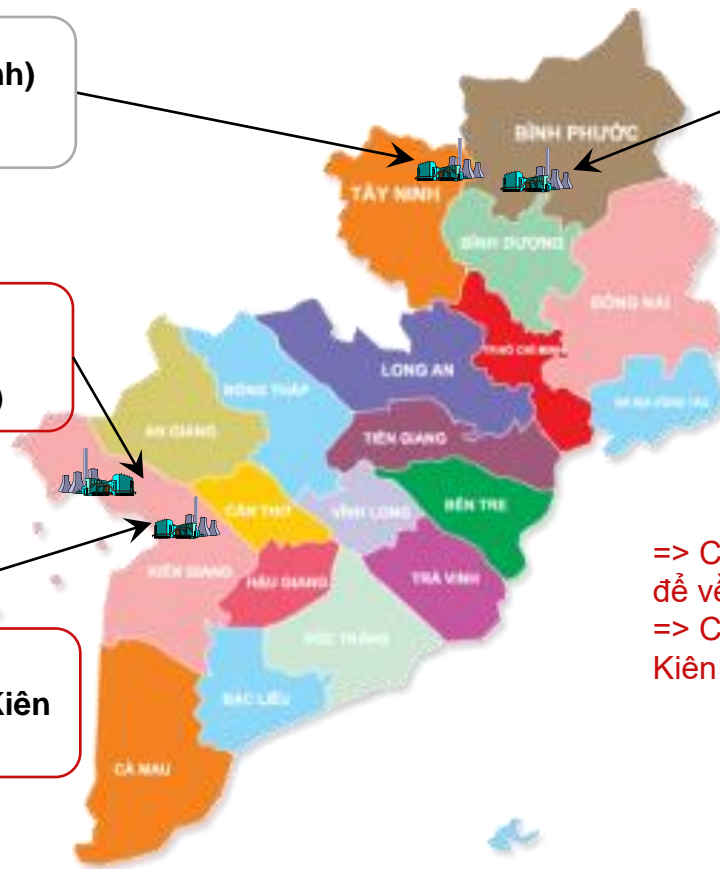 nh)
BÌNH PHƯỚC
TÂY NINH
BÌNH DƯƠNG
ĐỒNG NAI
LONG AN
ĐỒNG THÁP
)
AN GIANG
TIỀN GIANG
CẦN THƠ
VĨNH LONG
BẾN TRE
KIÊN GIANG
HẬU GIANG
TRÀ VINH
=> C
để về
=> C
Kiên
SÓC TRĂNG
BẠC LIÊU
Kiên
CÀ MAU